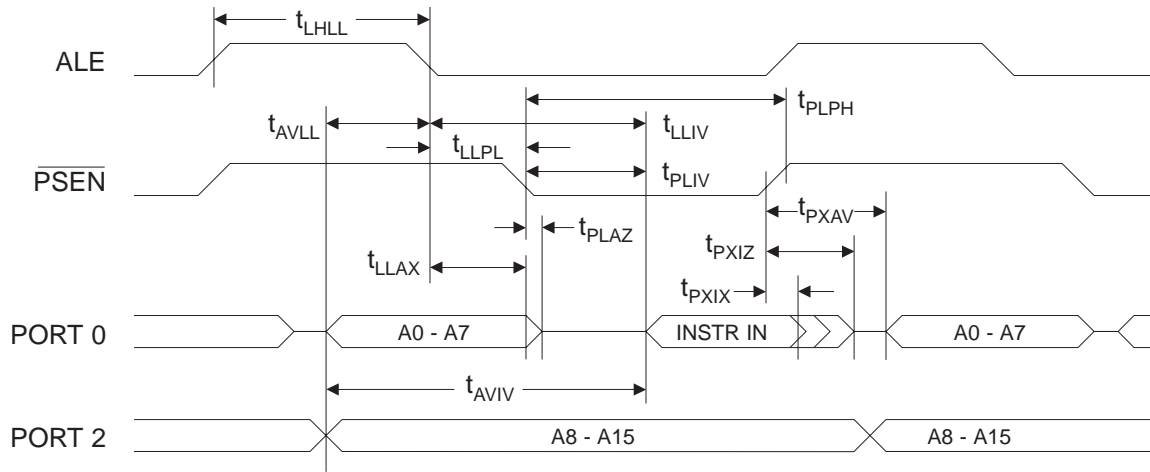 tLHLL
ALE
tPLPH
tAVLL
tLLIV
tLLPL
PSEN
tPLIV
tPXAV
tPLAZ
tPXIZ
tLLAX
tPXIX
PORT 0
A0 - A7
INSTR IN
A0 - A7
tAVIV
PORT 2
A8 - A15
A8 - A15